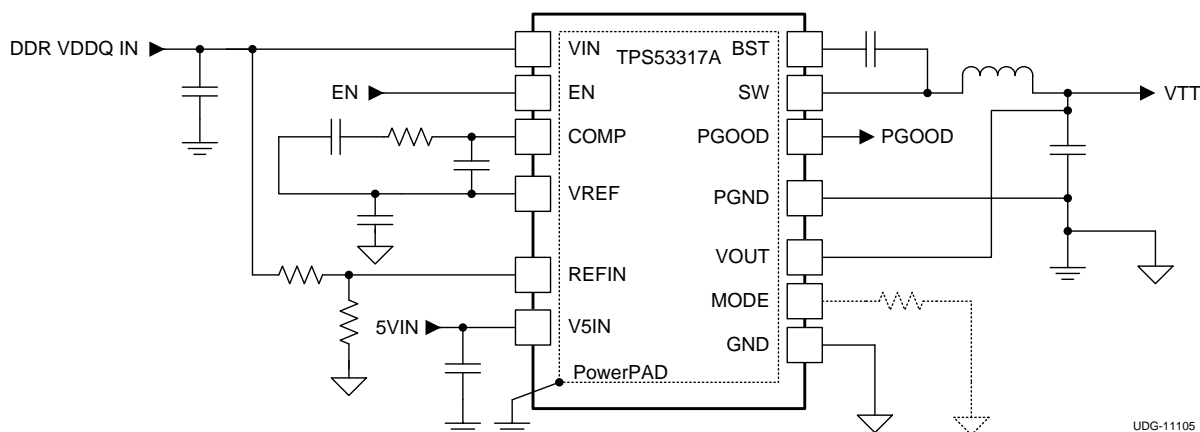 DDR VDDQ IN
VIN
TPS53317A
BST
EN
EN
SW
VTT
COMP
PGOOD
PGOOD
VREF
PGND
VOUT
REFIN
MODE
5VIN
V5IN
GND
PowerPAD
UDG-11105